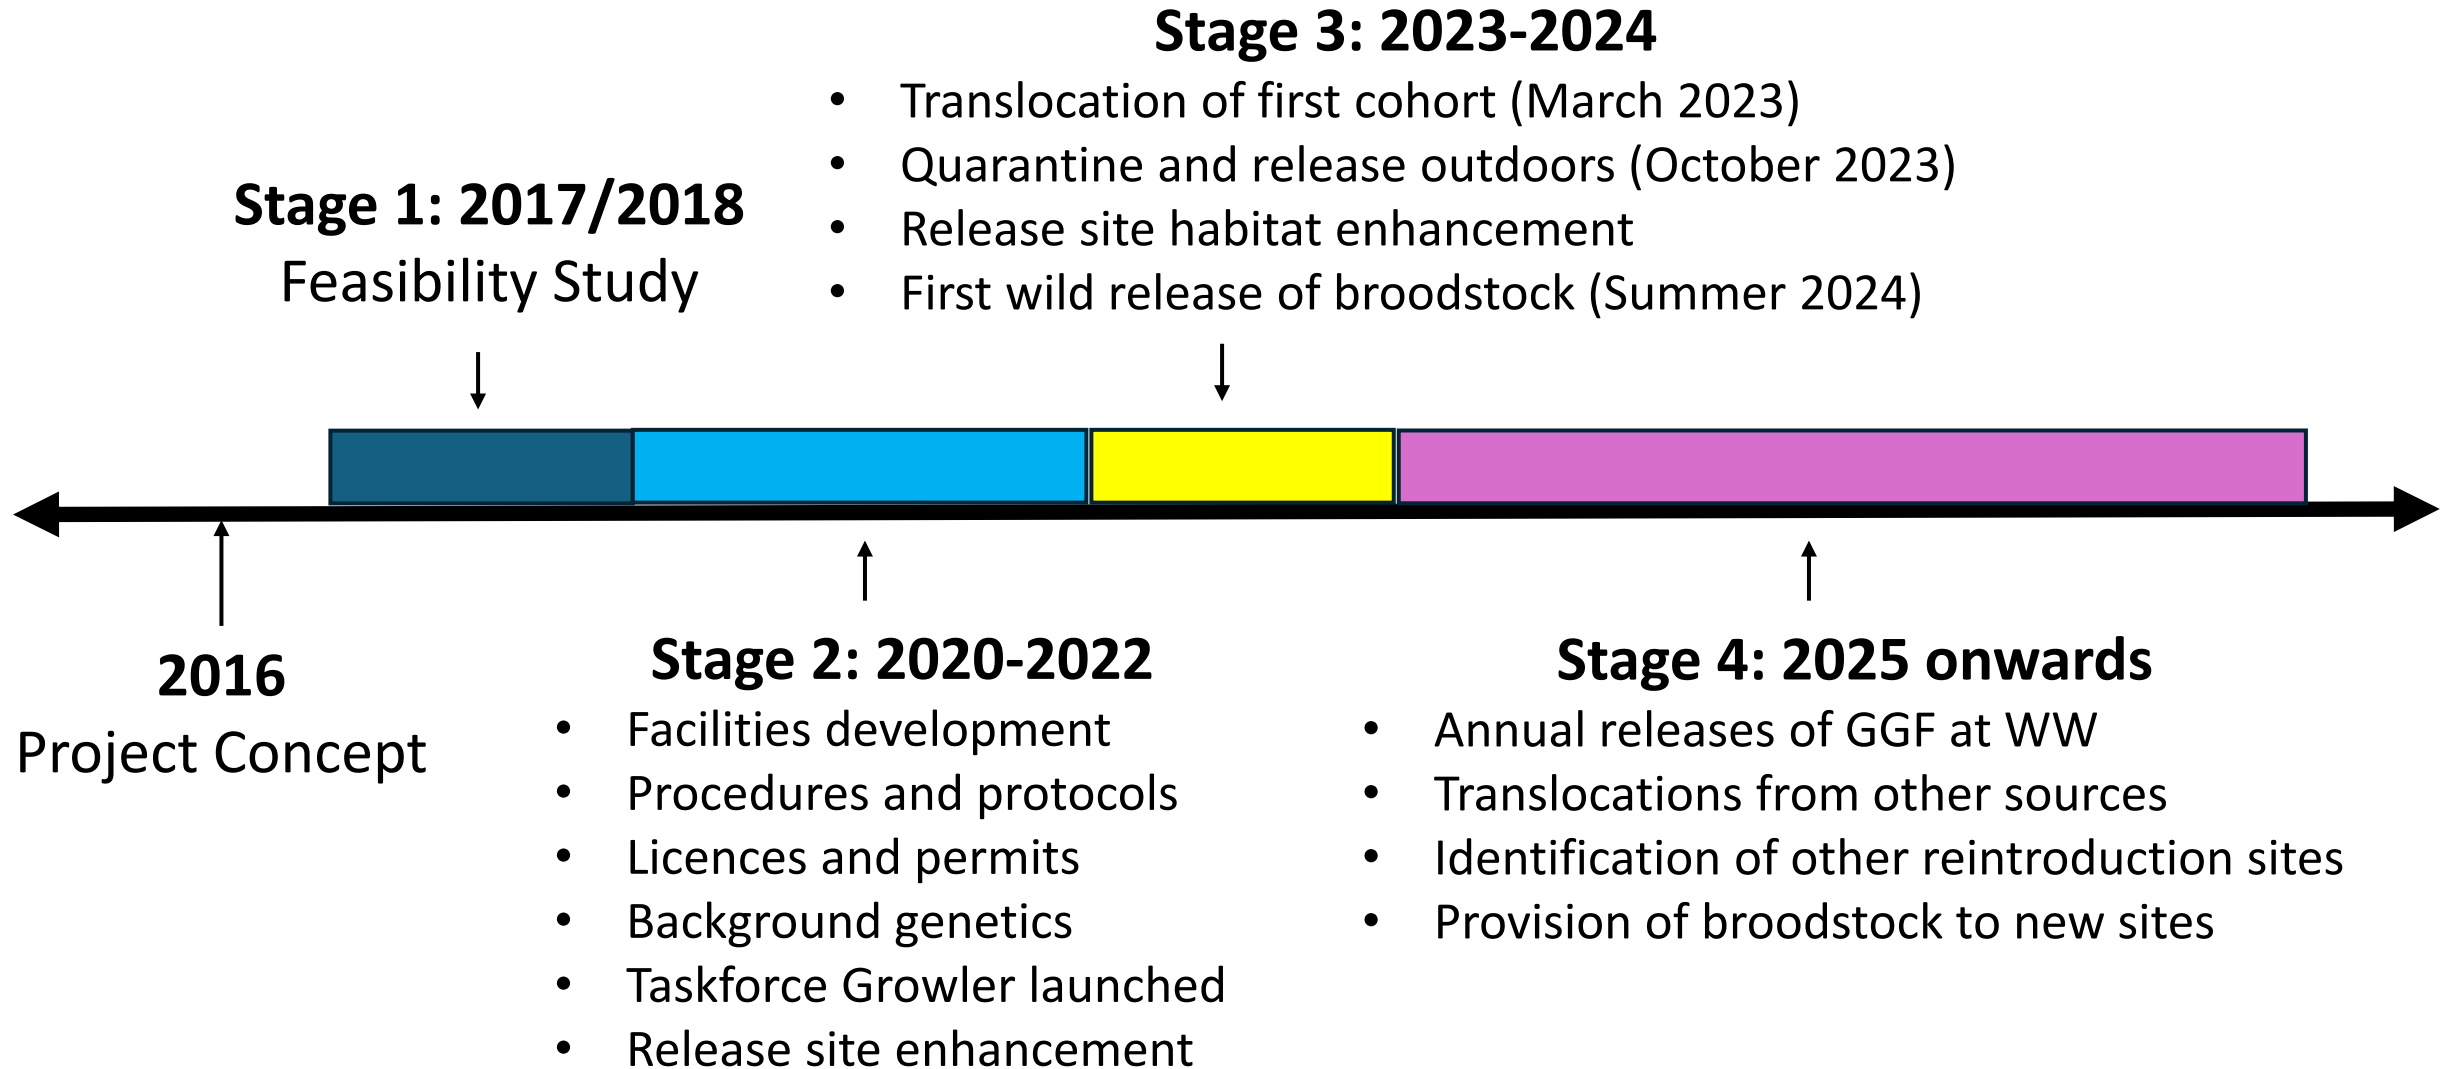 Stage 3: 2023-2024
• Translocation of first cohort (March 2023)
• Quarantine and release outdoors (October 2023)
• Release site habitat enhancement
• First wild release of broodstock (Summer 2024)
Stage 1: 2017/2018
Feasibility Study
2016
Project Concept
Stage 2: 2020-2022
• Facilities development
• Procedures and protocols
• Licences and permits
• Background genetics
• Taskforce Growler launched
• Release site enhancement
Stage 4: 2025 onwards
• Annual releases of GGF at WW
• Translocations from other sources
• Identification of other reintroduction sites
• Provision of broodstock to new sites